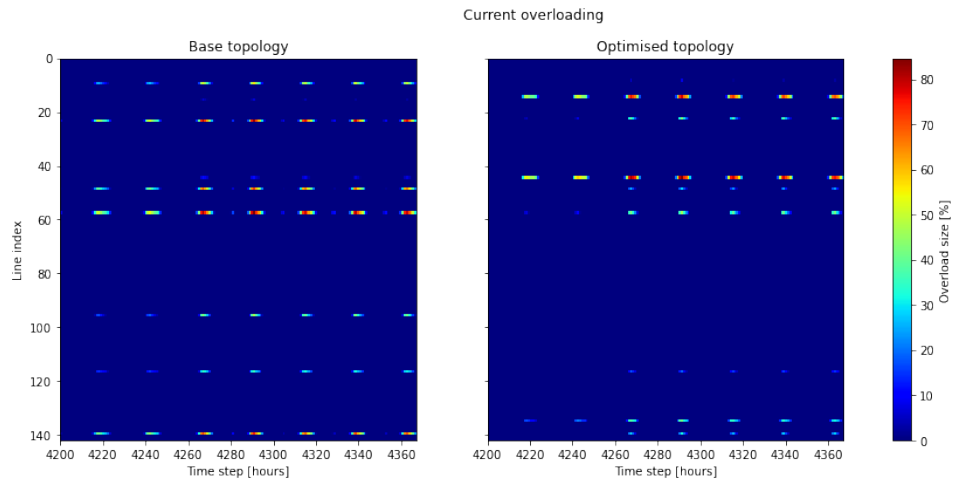 Current overloading
Base topology
Optimised topology
0
20
40
60
80
100
120
140
Line index
4200 4220 4240 4260 4280 4300 4320 4340 4360
Time step [hours]
4200 4220 4240 4260 4280 4300 4320 4340 4360
Time step [hours]
80
70
60
50
40
30
20
10
0
Overload size [%]